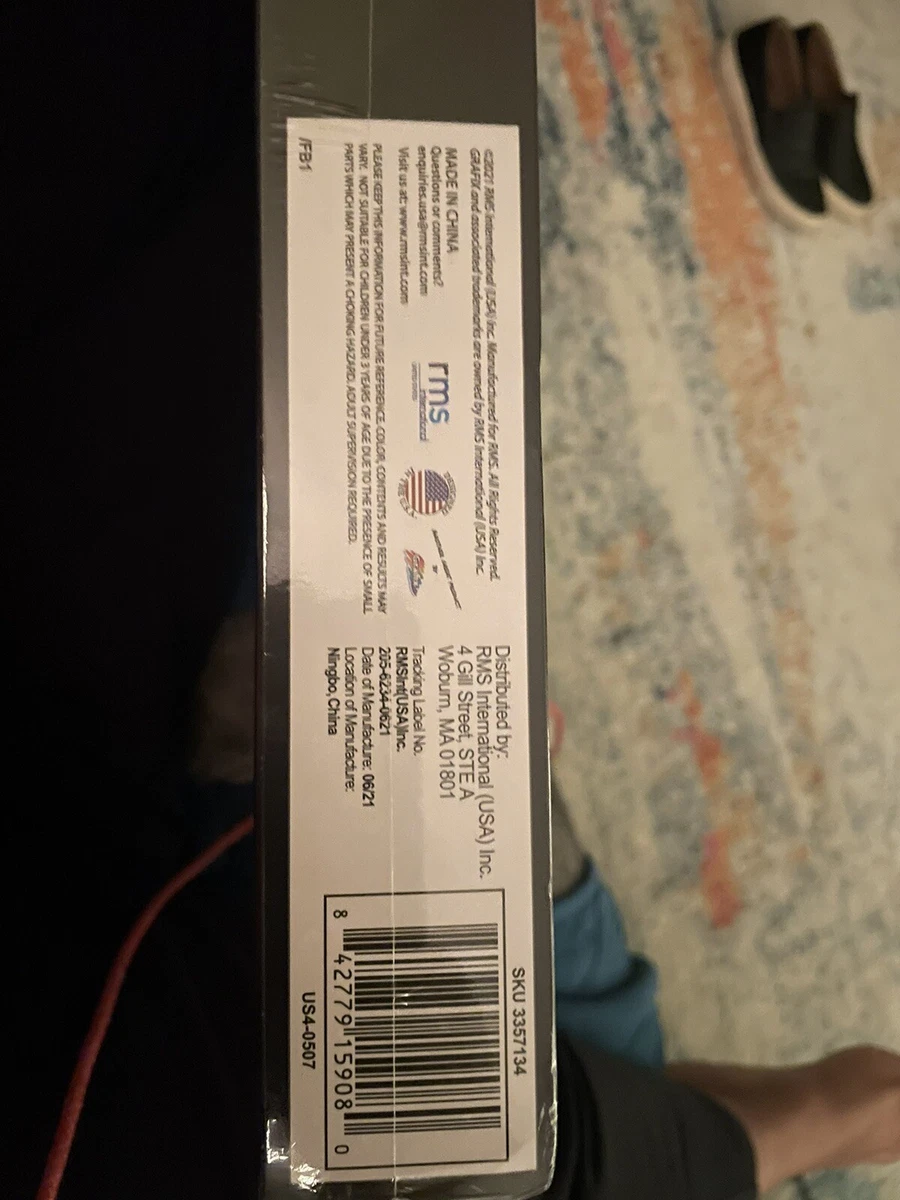 ©2021 RMS International (USA) Inc. Manufactured for RMS. All Rights Reserved.
GRAFIX and associated trademarks are owned by RMS International (USA) Inc.
MADE IN CHINA
Questions or comments?
enquiries.usa@rmsint.com
Visit us at: www.rmsint.com
rms
international
PLEASE KEEP THIS INFORMATION FOR FUTURE REFERENCE. COLOR, CONTENTS AND RESULTS MAY
VARY. NOT SUITABLE FOR CHILDREN UNDER 3 YEARS OF AGE DUE TO THE PRESENCE OF SMALL
PARTS WHICH MAY PRESENT A CHOKING HAZARD. ADULT SUPERVISION REQUIRED.
/FB1
Distributed by:
RMS International (USA) Inc.
4 Gill Street, STE A
Woburn, MA 01801
Tracking Label No.
RMSInt(USA)Inc.
205-6234-0621
Date of Manufacture: 06/21
Location of Manufacture:
Ningbo,China
SKU 3357134
8 42779 15908 0
US4-0507